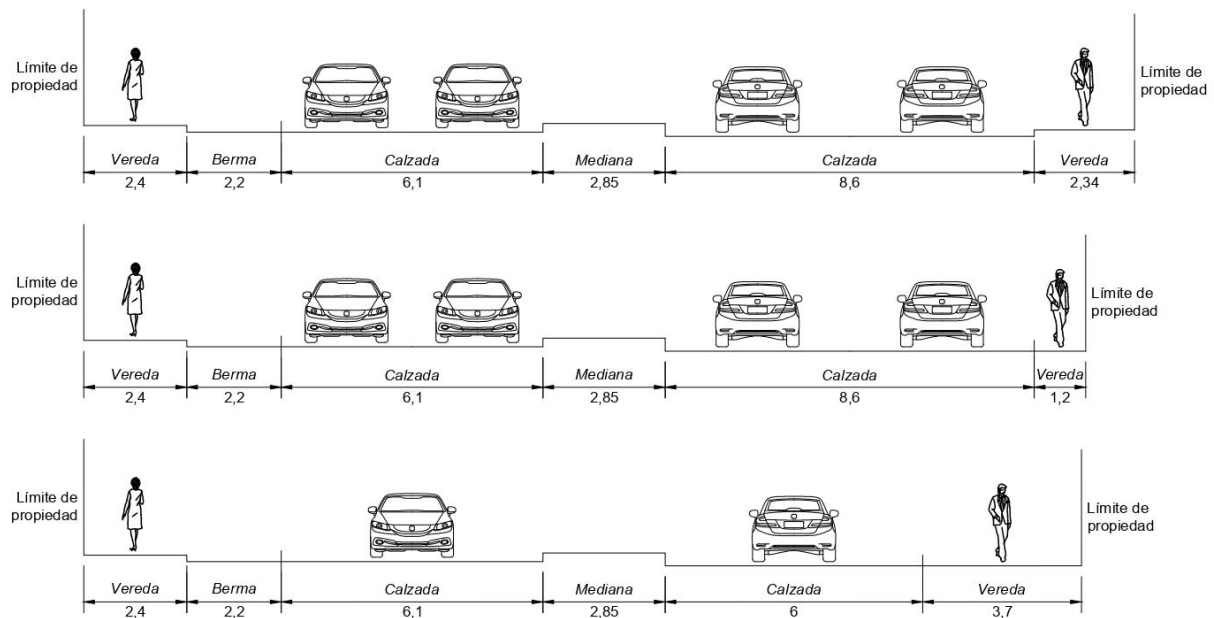 Límite de
propiedad
Límite de
propiedad
Vereda Berma Calzada Mediana Calzada Vereda
2,4 2,2 6,1 2,85 8,6 2,34
Límite de
propiedad
Límite de
propiedad
Vereda Berma Calzada Mediana Calzada Vereda
2,4 2,2 6,1 2,85 8,6 1,2
Límite de
propiedad
Límite de
propiedad
Vereda Berma Calzada Mediana Calzada Vereda
2,4 2,2 6,1 2,85 6 3,7